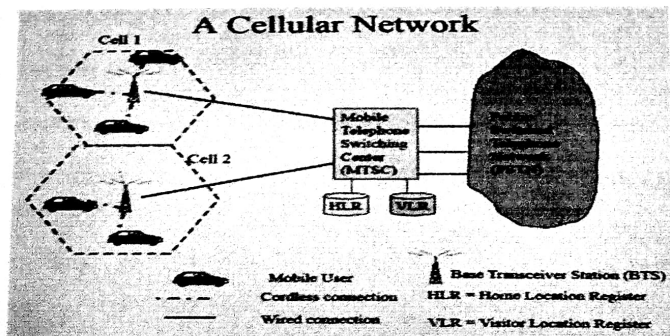 A Cellular Network
Cell 1
Cell 2
Mobile
Telephone
Switching
Center
(MTSC)
HLR
VLR
Mobile User
Cordless connection
Wired connection
Base Transceiver Station (BTS)
HLR = Home Location Register
VLR = Visitor Location Register